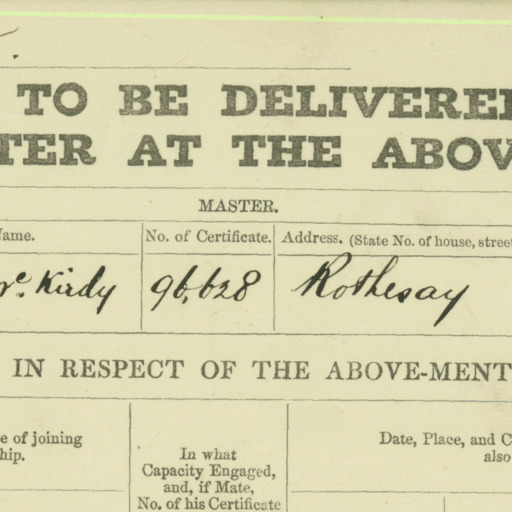 TO BE DELIVERE
TER AT THE ABOV
MASTER.
Name. No. of Certificate. Address. (State No. of house, street
Mc. Kirdy 96,628 Rothesay
IN RESPECT OF THE ABOVE-MENT
e of joining
hip.
In what
Capacity Engaged,
and, if Mate,
No. of his Certificate
Date, Place, and C
also